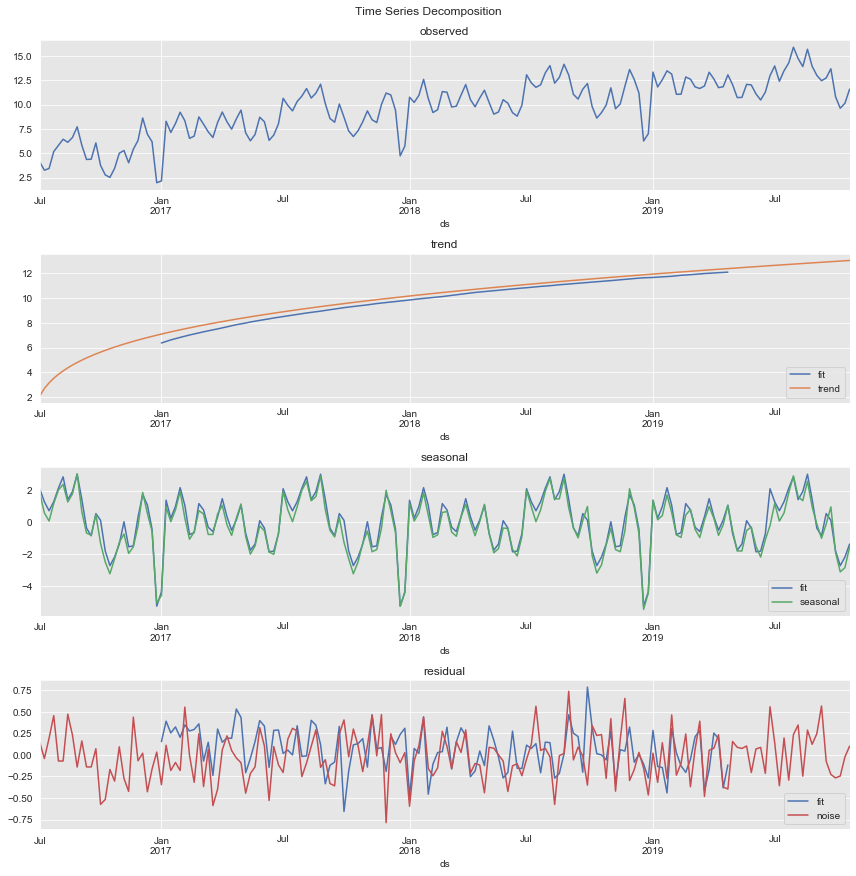 Time Series Decomposition
observed
15.0
12.5
10.0
7.5
5.0
2.5
Jul Jan Jul Jan Jul Jan Jul
2017 2018 2019
ds
trend
12
10
8
6
4
2
fit
trend
Jul Jan Jul Jan Jul Jan Jul
2017 2018 2019
ds
seasonal
2
0
−2
−4
fit
seasonal
Jul Jan Jul Jan Jul Jan Jul
2017 2018 2019
ds
residual
0.75
0.50
0.25
0.00
−0.25
−0.50
−0.75
fit
noise
Jul Jan Jul Jan Jul Jan Jul
2017 2018 2019
ds